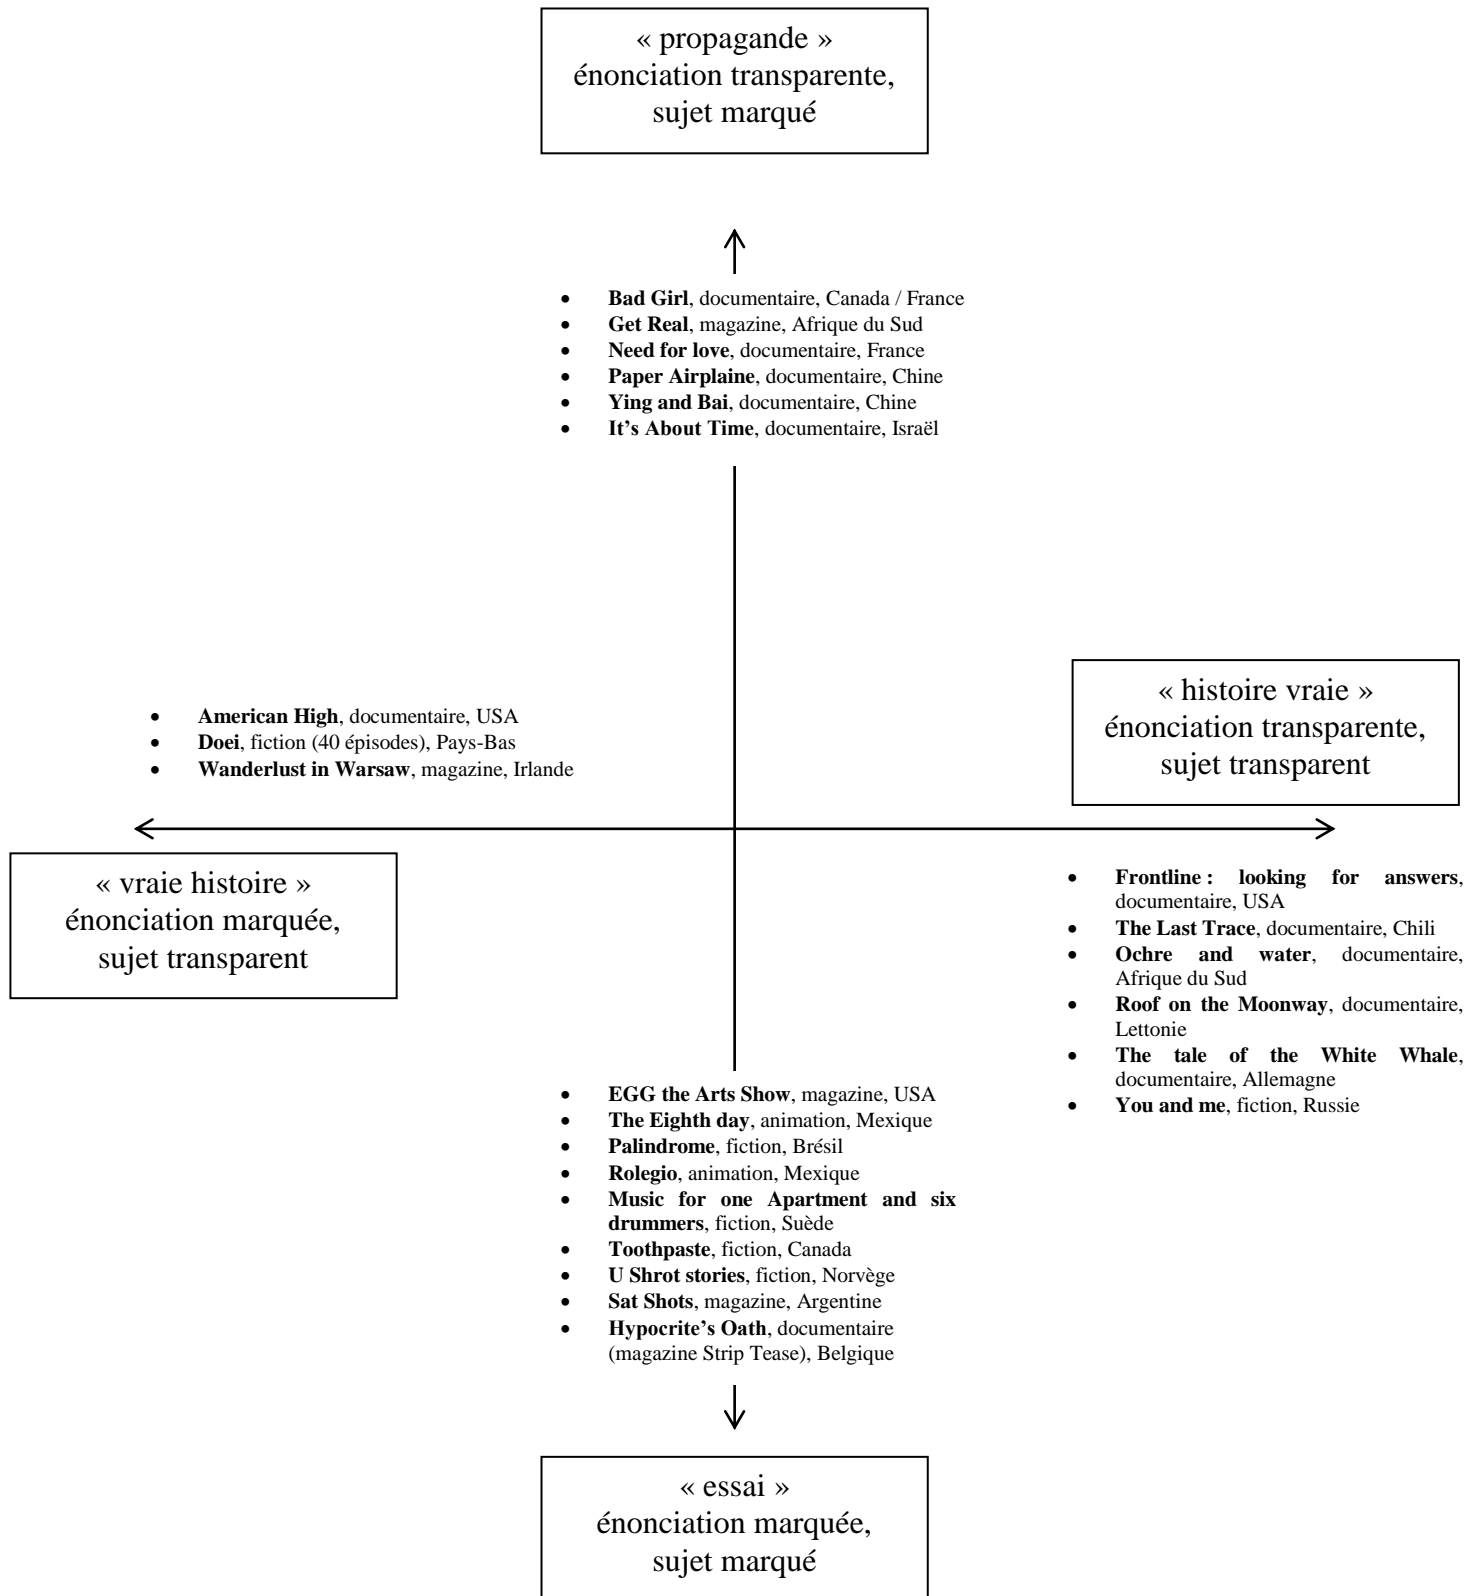 « propagande »
énonciation transparente,
sujet marqué
• Bad Girl, documentaire, Canada / France
• Get Real, magazine, Afrique du Sud
• Need for love, documentaire, France
• Paper Airplaine, documentaire, Chine
• Ying and Bai, documentaire, Chine
• It’s About Time, documentaire, Israël
• American High, documentaire, USA
• Doei, fiction (40 épisodes), Pays-Bas
• Wanderlust in Warsaw, magazine, Irlande
« histoire vraie »
énonciation transparente,
sujet transparent
« vraie histoire »
énonciation marquée,
sujet transparent
• Frontline : looking for answers,
documentaire, USA
• The Last Trace, documentaire, Chili
• Ochre and water, documentaire,
Afrique du Sud
• Roof on the Moonway, documentaire,
Lettonie
• The tale of the White Whale,
documentaire, Allemagne
• You and me, fiction, Russie
• EGG the Arts Show, magazine, USA
• The Eighth day, animation, Mexique
• Palindrome, fiction, Brésil
• Rolegio, animation, Mexique
• Music for one Apartment and six
drummers, fiction, Suède
• Toothpaste, fiction, Canada
• U Shrot stories, fiction, Norvège
• Sat Shots, magazine, Argentine
• Hypocrite’s Oath, documentaire
(magazine Strip Tease), Belgique
« essai »
énonciation marquée,
sujet marqué